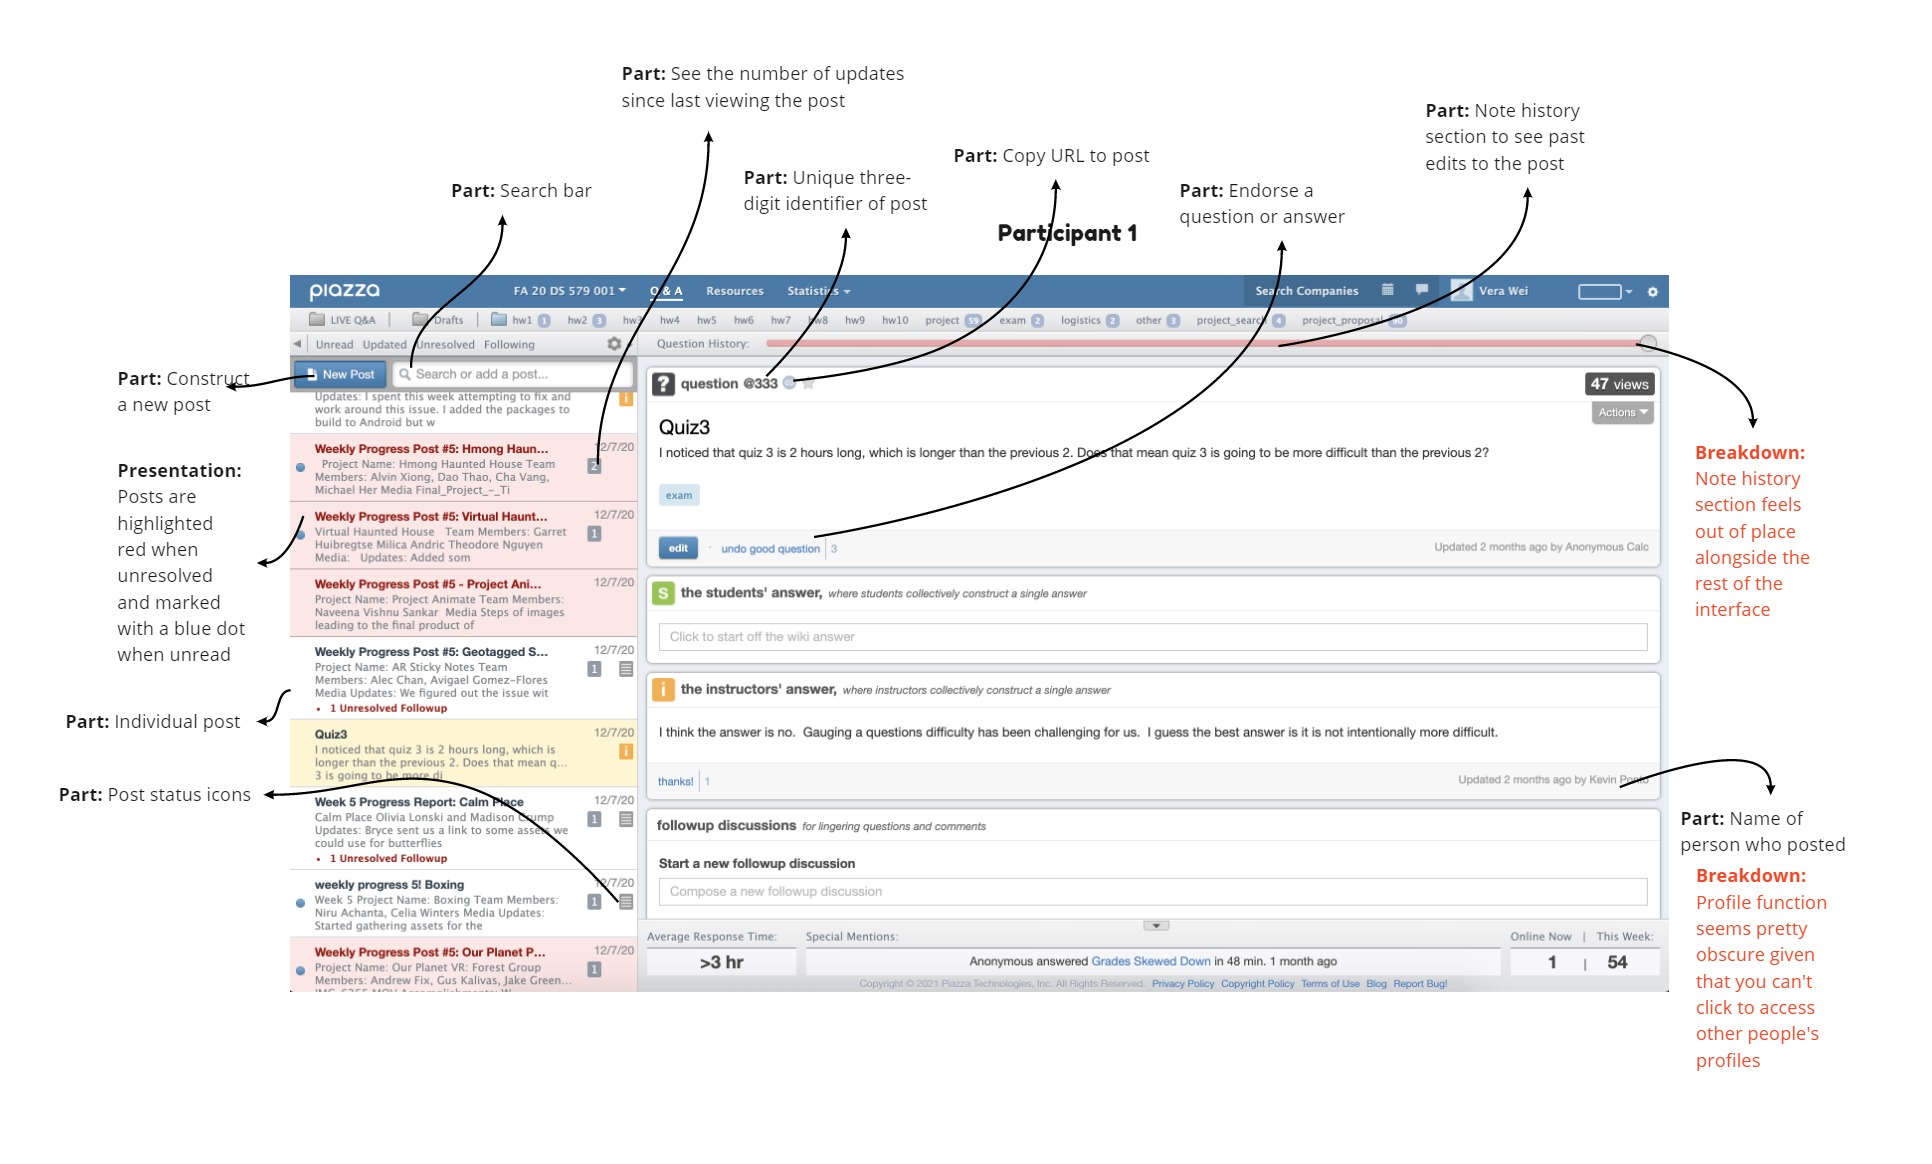 Part: See the number of updates
since last viewing the post
Part: Note history
section to see past
edits to the post
Part: Copy URL to post
Part: Unique three-
digit identifier of post
Part: Search bar
Part: Endorse a
question or answer
Participant 1
piazza
FA 20 DS 579 001
Q & A
Resources
Statistics
Search Companies
Vera Wei
LIVE Q&A
Drafts
hw1 1
hw2 3
hw3
hw4
hw5
hw6
hw7
hw8
hw9
hw10
project 59
exam 2
logistics 2
other 3
project_search 4
project_proposal
Unread Updated Unresolved Following
Question History:
New Post
Search or add a post...
Part: Construct
a new post
Updates: I spent this week attempting to fix and
work around this issue. I added the packages to
build to Android but w
i
Weekly Progress Post #5: Hmong Haun...
12/7/20
Project Name: Hmong Haunted House Team
Members: Alvin Xiong, Dao Thao, Cha Vang,
Michael Her Media Final_Project_-_Ti
2
Weekly Progress Post #5: Virtual Haunt...
12/7/20
Virtual Haunted House Team Members: Garret
Huibregtse Milica Andric Theodore Nguyen
Media: Updates: Added som
1
Weekly Progress Post #5 - Project Ani...
12/7/20
Project Name: Project Animate Team Members:
Naveena Vishnu Sankar Media Steps of images
leading to the final product of
Weekly Progress Post #5: Geotagged S...
12/7/20
Project Name: AR Sticky Notes Team
Members: Alec Chan, Avigael Gomez-Flores
Media Updates: We figured out the issue wit
1
• 1 Unresolved Followup
Quiz3
12/7/20
I noticed that quiz 3 is 2 hours long, which is
longer than the previous 2. Does that mean q...
3 is going to be more di
i
Week 5 Progress Report: Calm Place
12/7/20
Calm Place Olivia Lonski and Madison Crump
Updates: Bryce sent us a link to some assets we
could use for butterflies
1
• 1 Unresolved Followup
weekly progress 5! Boxing
12/7/20
Week 5 Project Name: Boxing Team Members:
Niru Achanta, Celia Winters Media Updates:
Started gathering assets for the
1
Weekly Progress Post #5: Our Planet P...
12/7/20
Project Name: Our Planet VR: Forest Group
Members: Andrew Fix, Gus Kalivas, Jake Green...
1
Presentation:
Posts are
highlighted
red when
unresolved
and marked
with a blue dot
when unread
Part: Individual post
Part: Post status icons
? question @333
47 views
Actions
Quiz3
I noticed that quiz 3 is 2 hours long, which is longer than the previous 2. Does that mean quiz 3 is going to be more difficult than the previous 2?
exam
edit · undo good question 3
Updated 2 months ago by Anonymous Calc
S the students' answer, where students collectively construct a single answer
Click to start off the wiki answer
i the instructors' answer, where instructors collectively construct a single answer
I think the answer is no. Gauging a questions difficulty has been challenging for us. I guess the best answer is it is not intentionally more difficult.
thanks! 1
Updated 2 months ago by Kevin Ponto
followup discussions for lingering questions and comments
Start a new followup discussion
Compose a new followup discussion
Average Response Time:
>3 hr
Special Mentions:
Anonymous answered Grades Skewed Down in 48 min. 1 month ago
Online Now | This Week:
1 | 54
Copyright © 2021 Piazza Technologies, Inc. All Rights Reserved. Privacy Policy Copyright Policy Terms of Use Blog Report Bug!
Breakdown:
Note history
section feels
out of place
alongside the
rest of the
interface
Part: Name of
person who posted
Breakdown:
Profile function
seems pretty
obscure given
that you can't
click to access
other people's
profiles